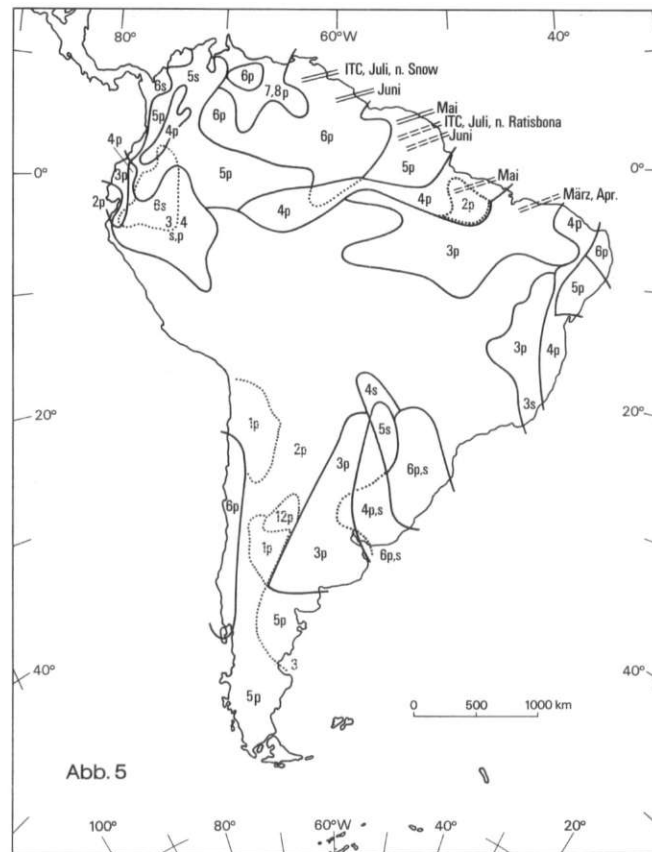 80°
60°W
40°
6s
5s
6p
ITC, Juli, n. Snow
7,8p
Juni
5p
4p
6p
Mai
ITC, Juli, n. Ratisbona
Juni
4p
0°
3p
5p
5p
Mai
0°
2p
6s
3 4
s,p
4p
4p
2p
März, Apr.
4p
3p
6p
5p
3p
4p
4s
3s
20°
1p
5s
20°
2p
3p
6p,s
6p
12p
4p,s
1p
3p
6p,s
5p
3
40°
40°
5p
0 500 1000 km
Abb. 5
100°
80°
60°W
40°
20°